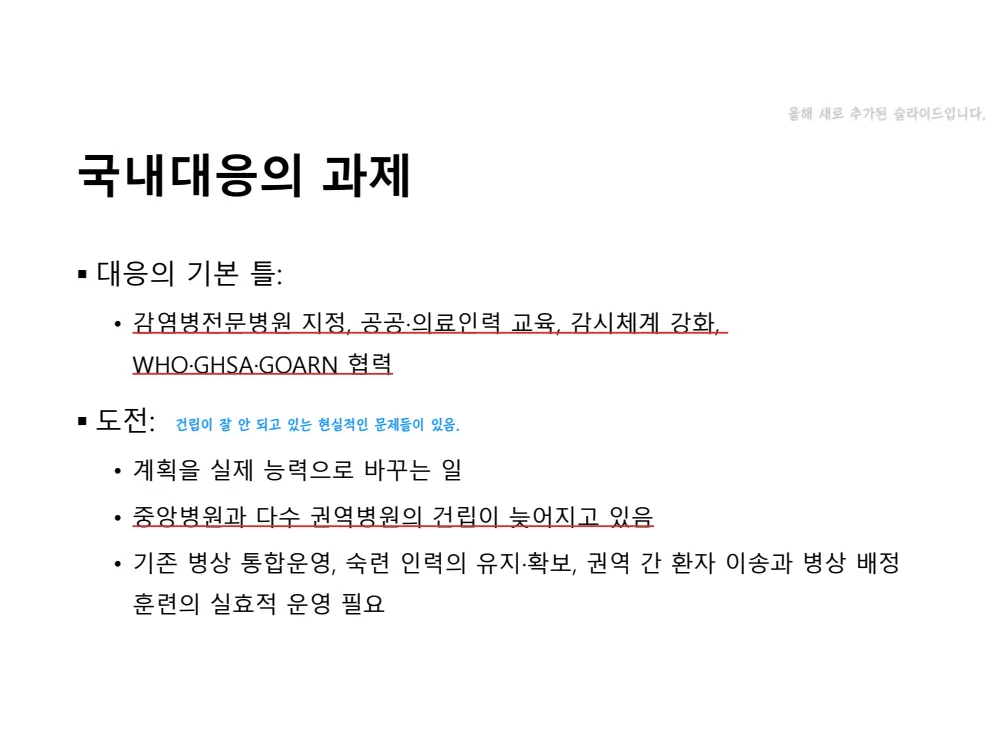 올해 새로 추가된 슬라이드입니다.
국내대응의 과제
▪ 대응의 기본 틀:
• 감염병전문병원 지정, 공공·의료인력 교육, 감시체계 강화,
WHO·GHSA·GOARN 협력
▪ 도전: 건립이 잘 안 되고 있는 현실적인 문제들이 있음.
• 계획을 실제 능력으로 바꾸는 일
• 중앙병원과 다수 권역병원의 건립이 늦어지고 있음
• 기존 병상 통합운영, 숙련 인력의 유지·확보, 권역 간 환자 이송과 병상 배정
훈련의 실효적 운영 필요